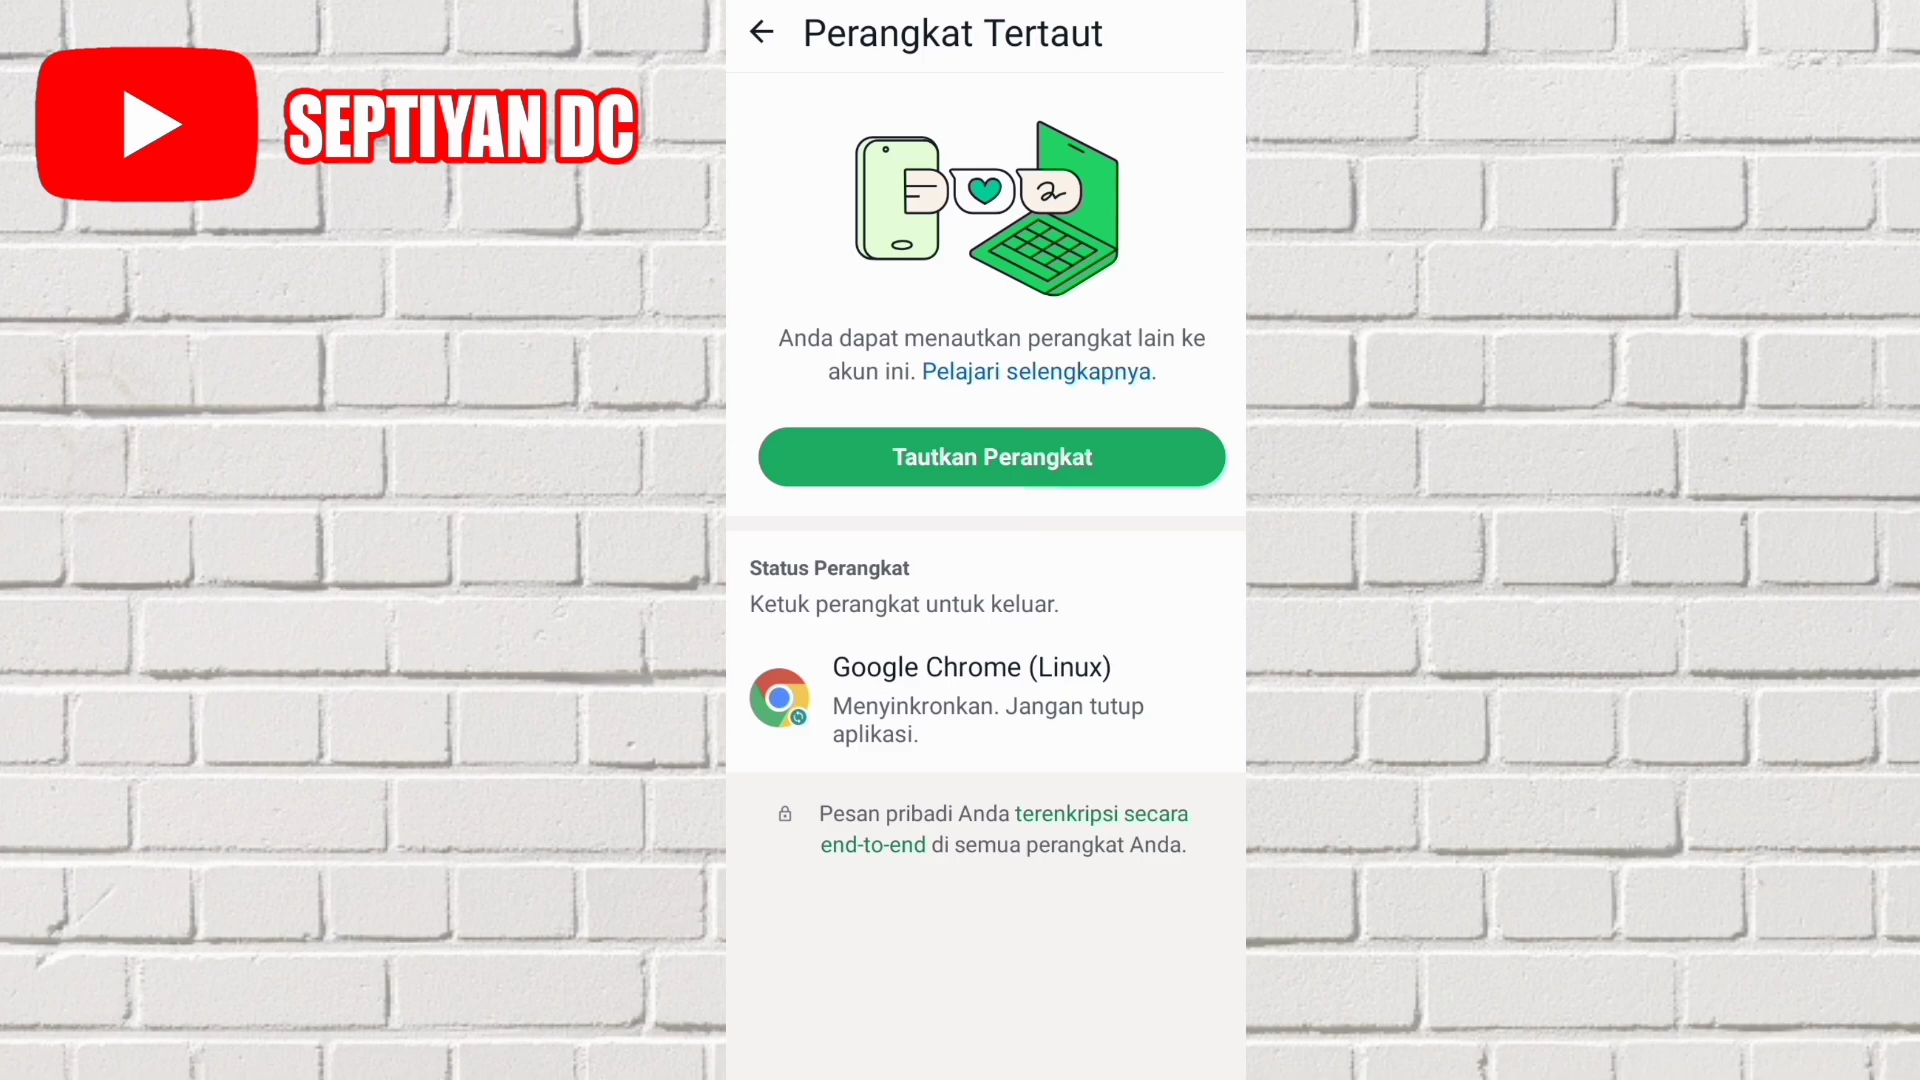 SEPTIYAN DC
Perangkat Tertaut
Anda dapat menautkan perangkat lain ke
akun ini. Pelajari selengkapnya.
Tautkan Perangkat
Status Perangkat
Ketuk perangkat untuk keluar.
Google Chrome (Linux)
Menyinkronkan. Jangan tutup
aplikasi.
Pesan pribadi Anda terenkripsi secara
end-to-end di semua perangkat Anda.